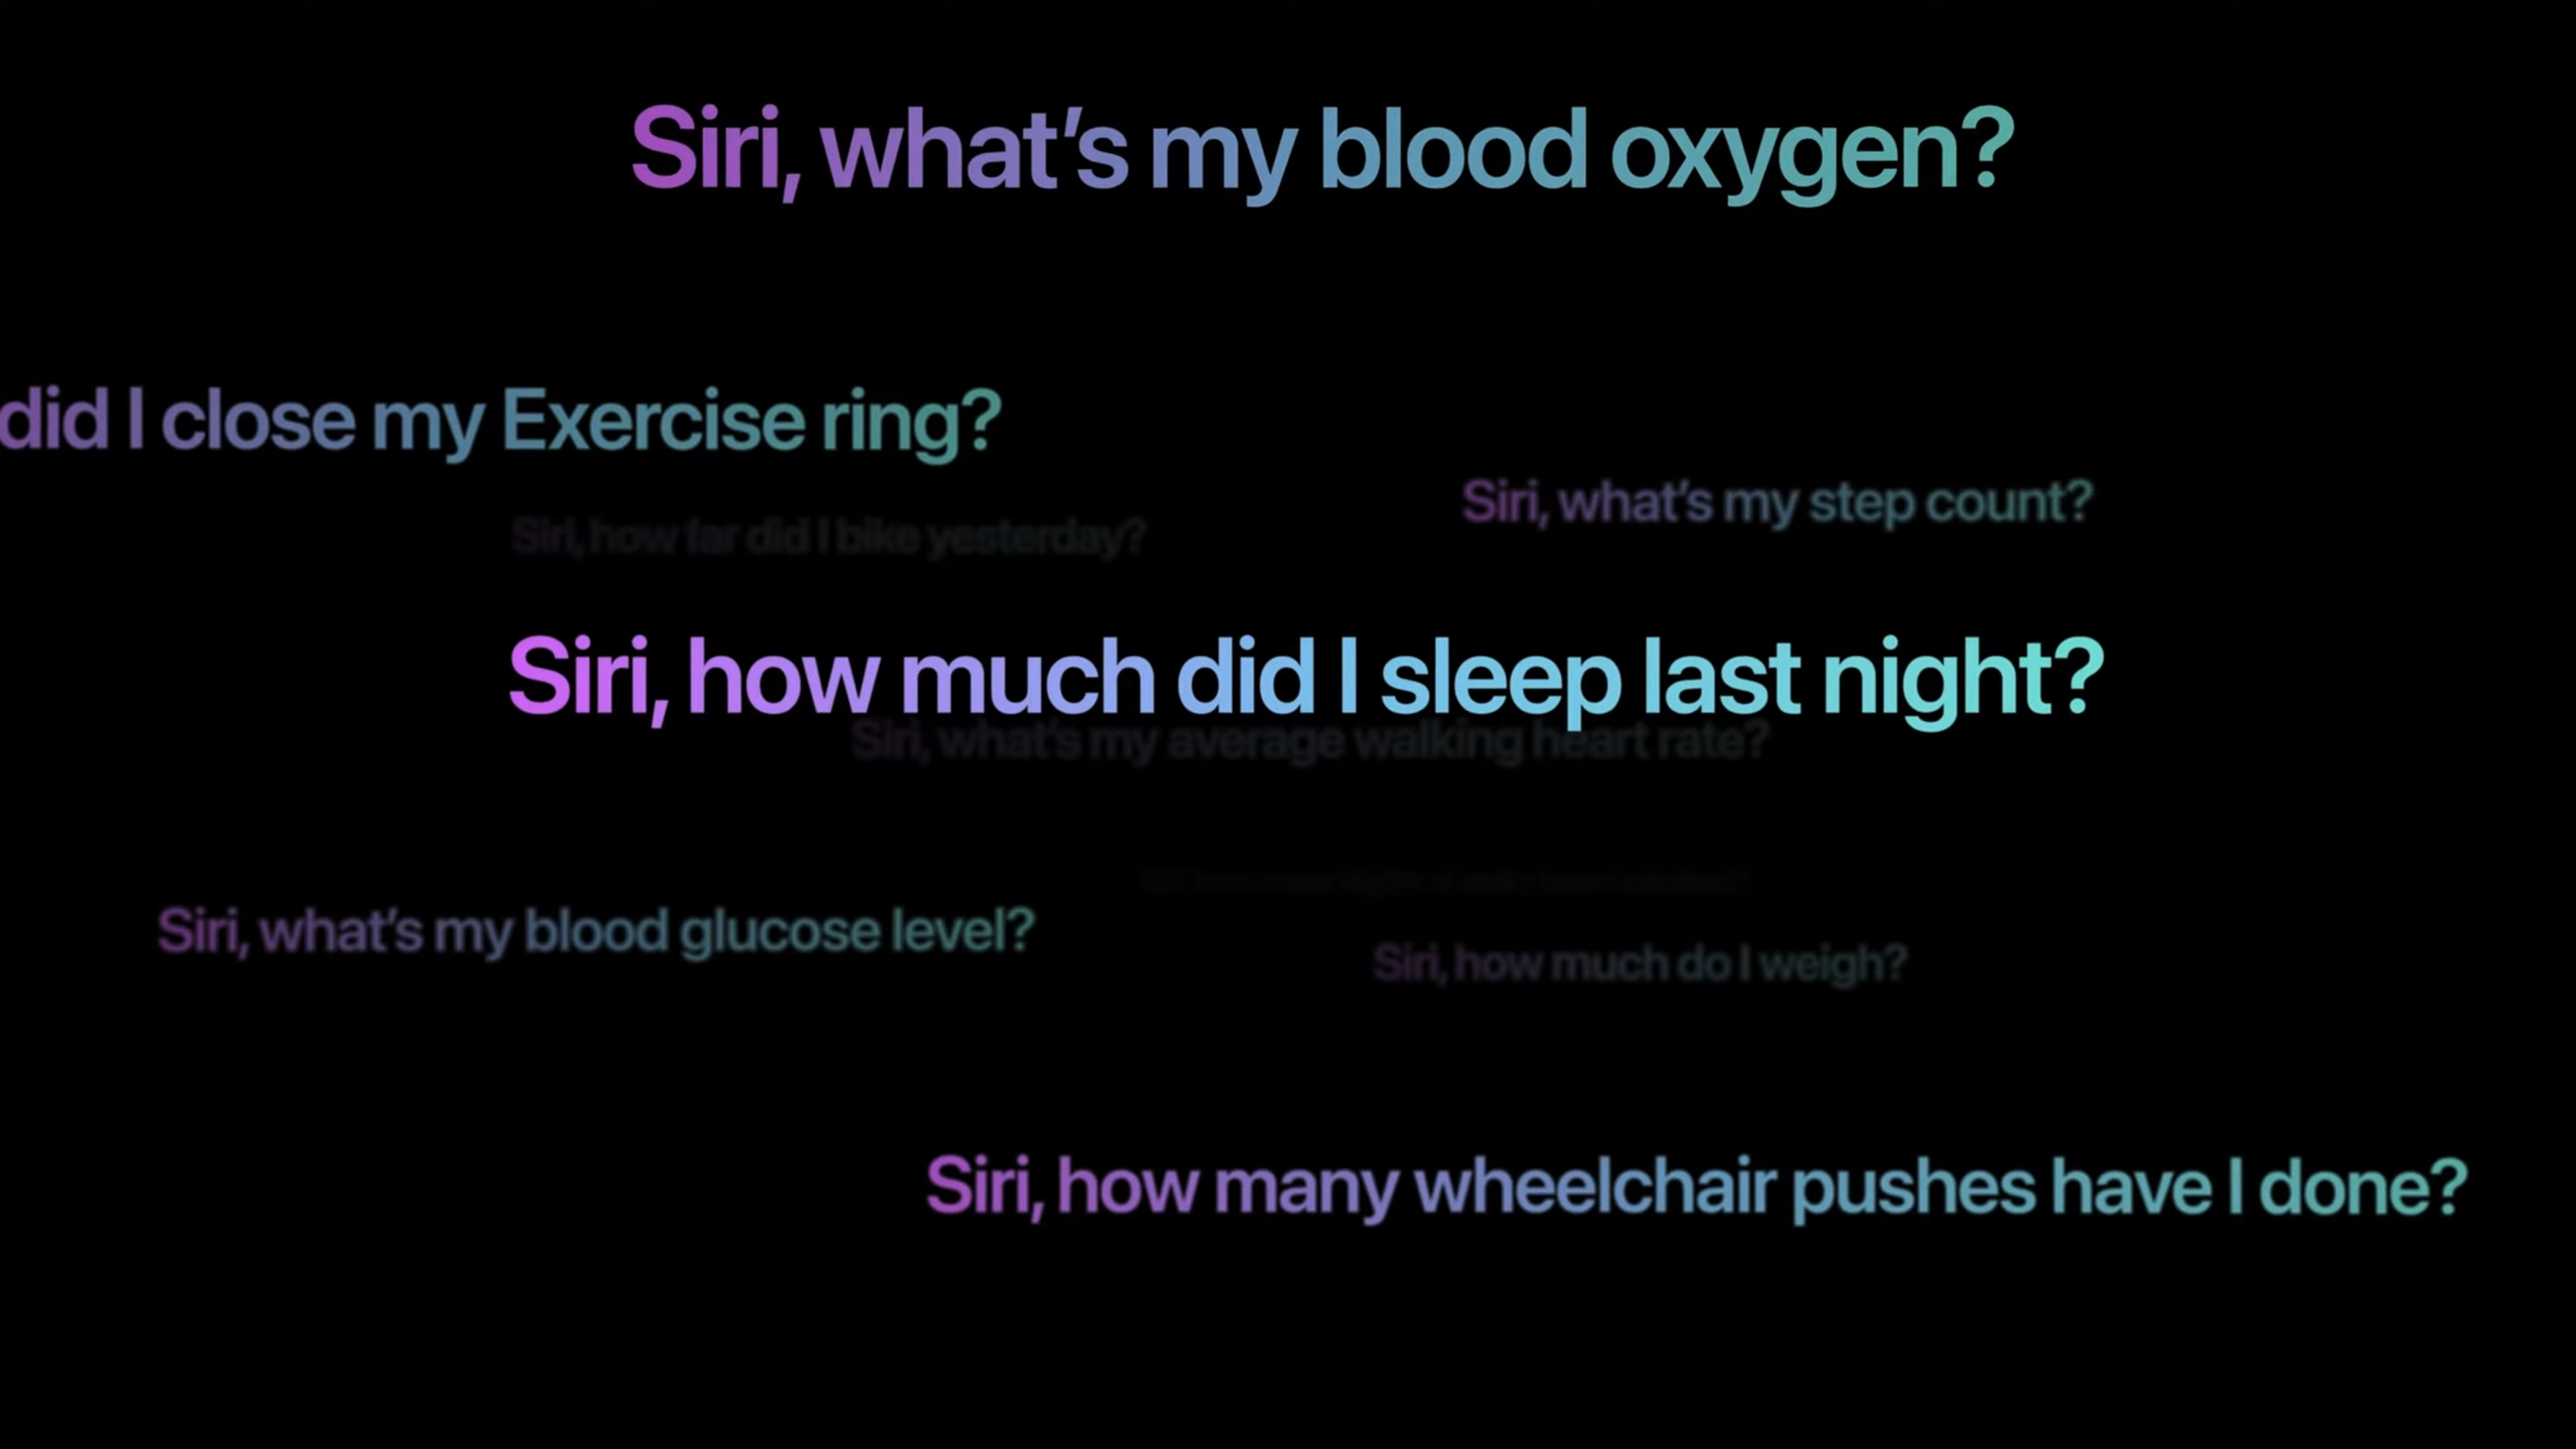 Siri, what’s my blood oxygen?
did I close my Exercise ring?
Siri, what’s my step count?
Siri, how far did I bike yesterday?
Siri, how much did I sleep last night?
Siri, what’s my average walking heart rate?
Siri, what’s my blood glucose level?
Siri, how much do I weigh?
Siri, how many wheelchair pushes have I done?